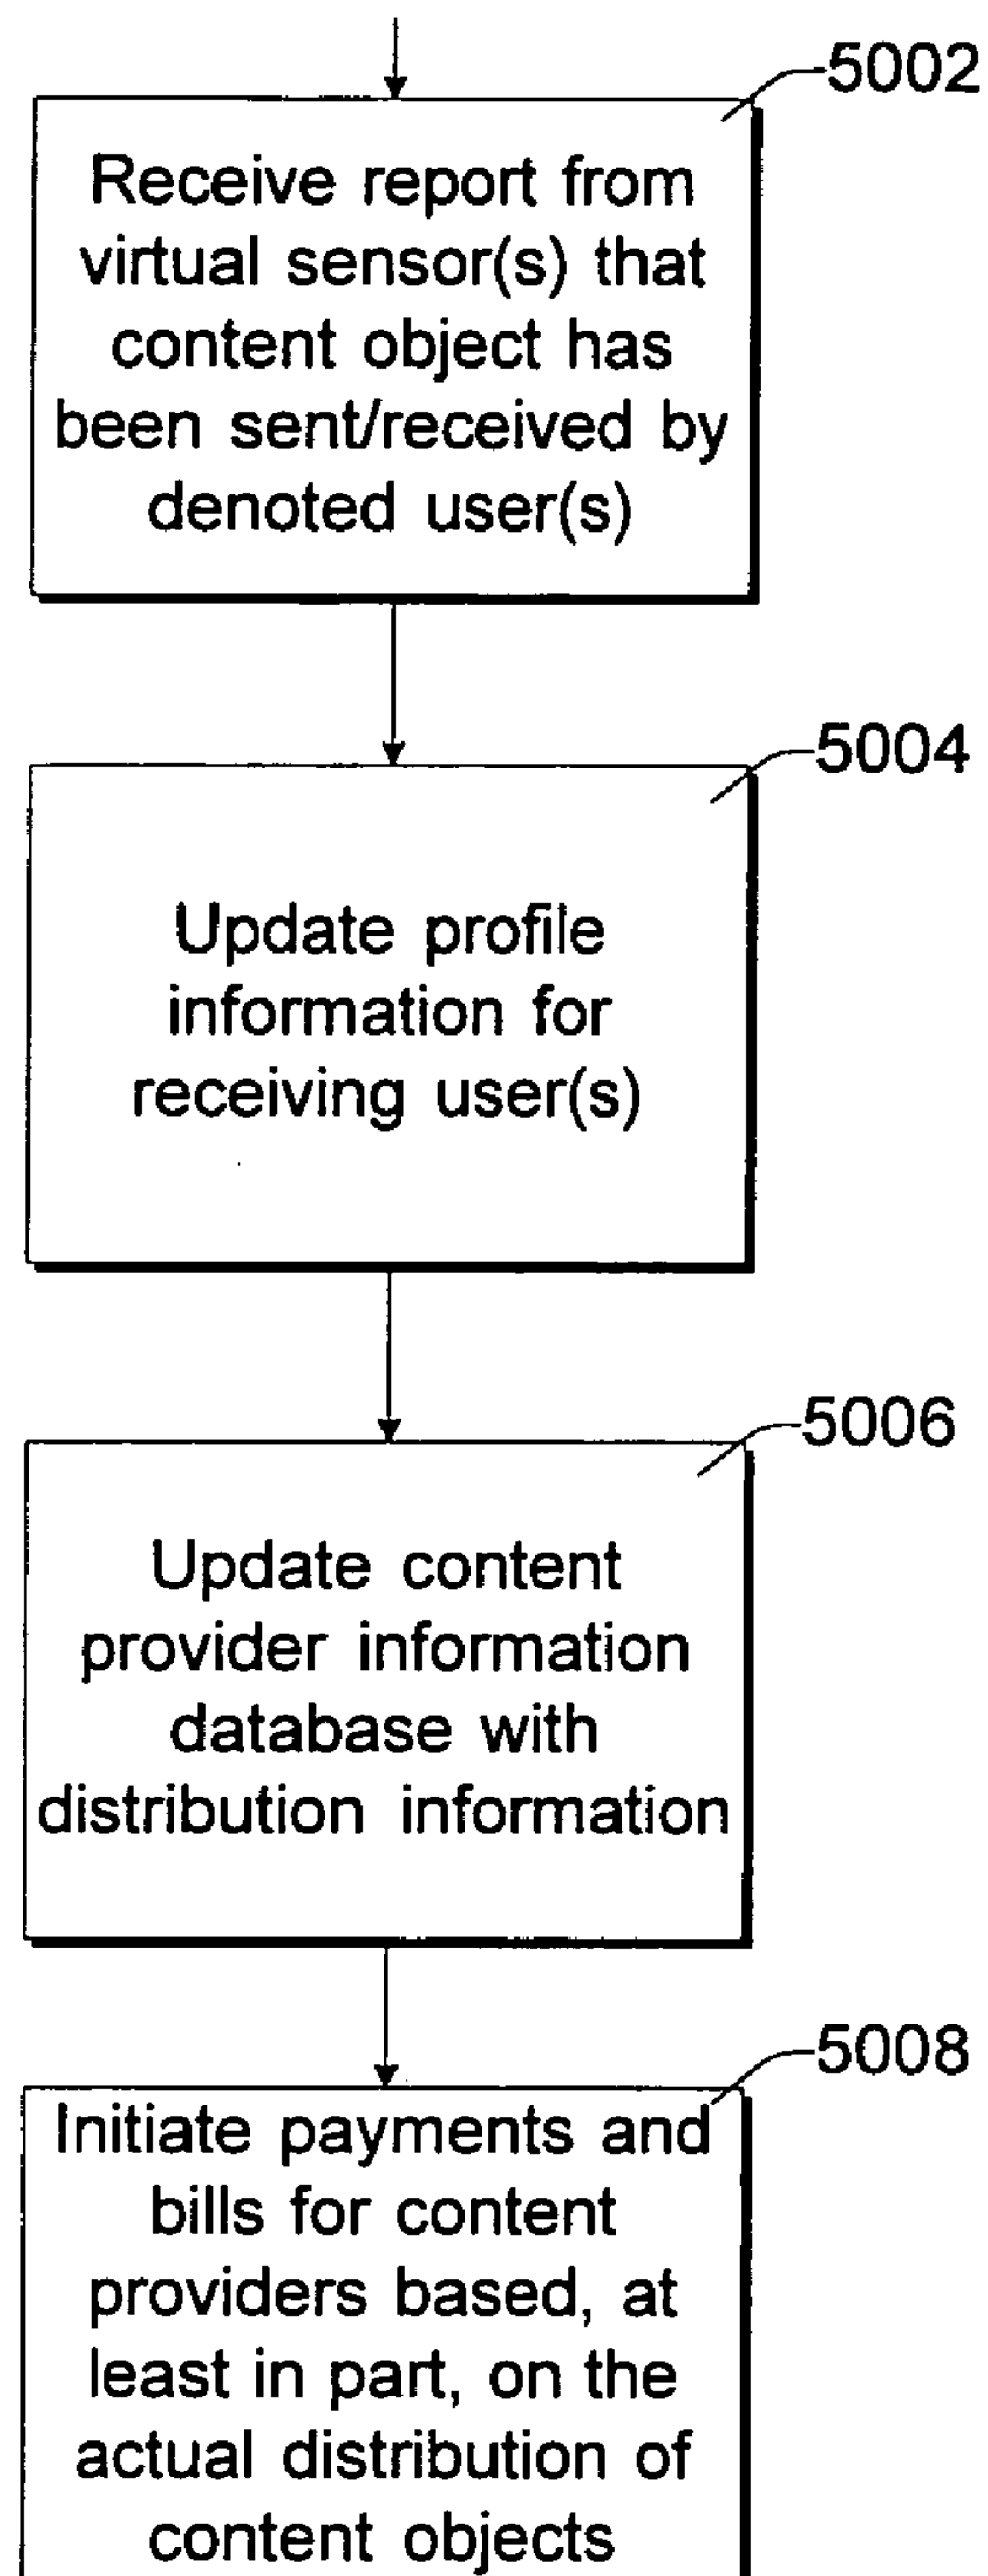 5002
Receive report from
virtual sensor(s) that
content object has
been sent/received by
denoted user(s)
5004
Update profile
information for
receiving user(s)
5006
Update content
provider information
database with
distribution information
5008
Initiate payments and
bills for content
providers based, at
least in part, on the
actual distribution of
content objects